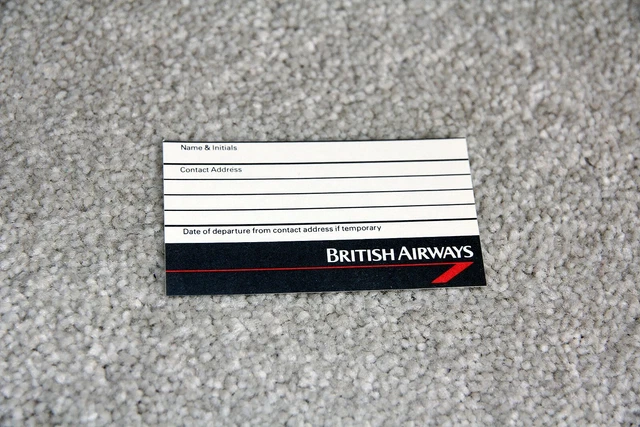 Name & Initials
Contact Address
Date of departure from contact address if temporary
BRITISH AIRWAYS